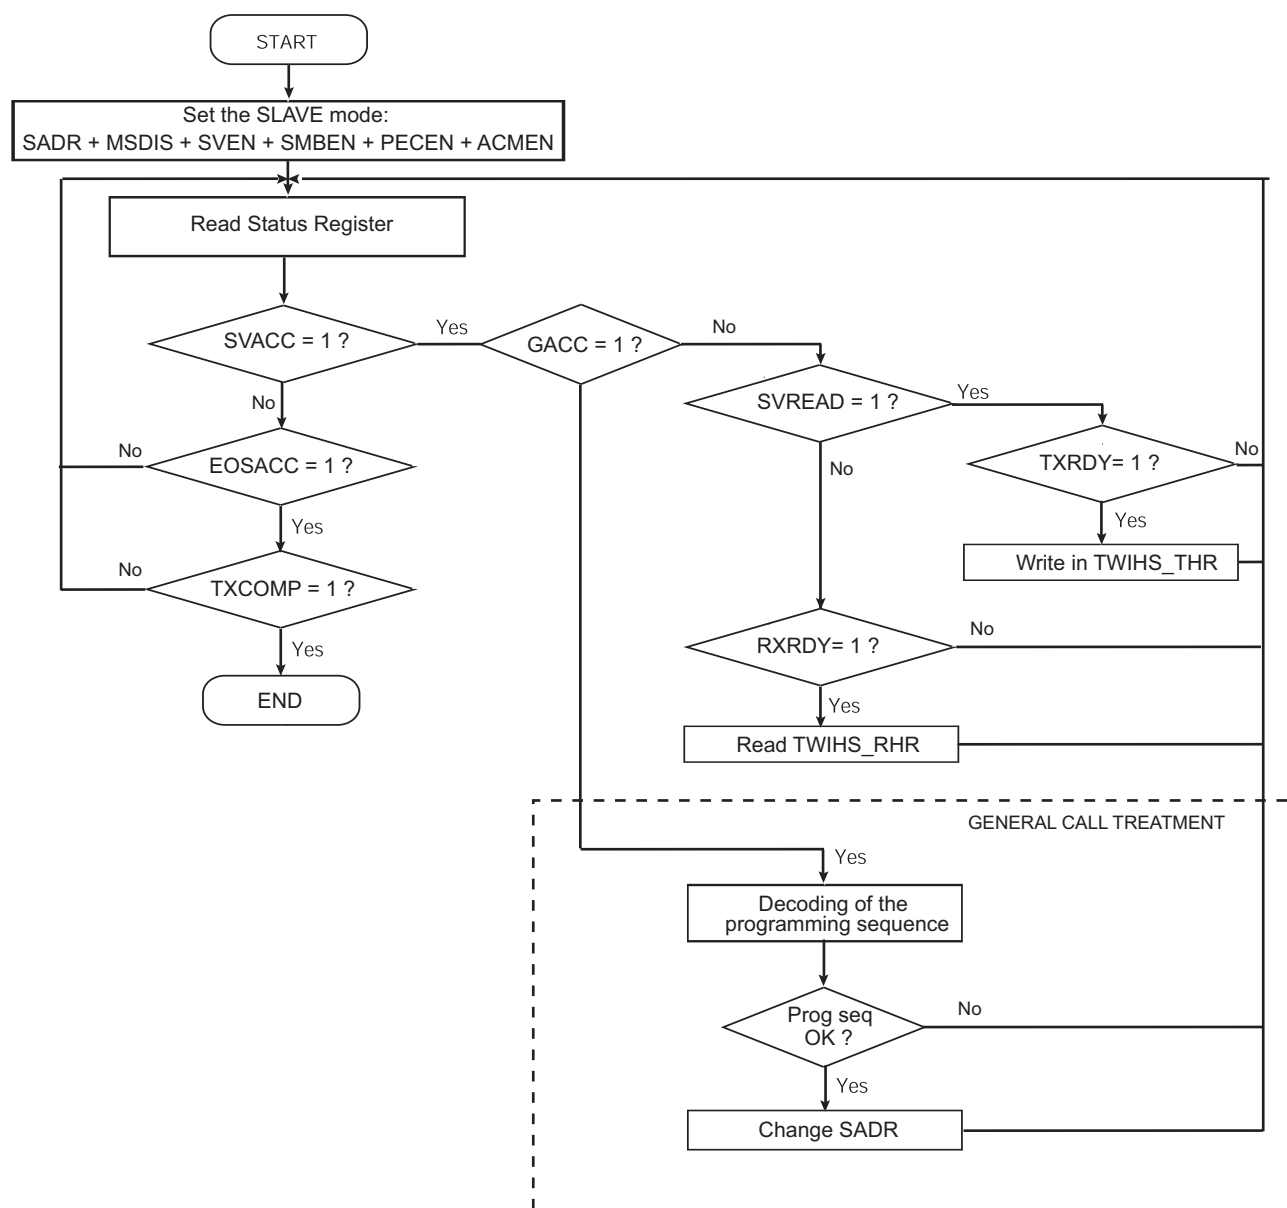 START
Set the SLAVE mode:
SADR + MSDIS + SVEN + SMBEN + PECEN + ACMEN
Read Status Register
SVACC = 1 ?
Yes
GACC = 1 ?
No
SVREAD = 1 ?
Yes
No
EOSACC = 1 ?
No
TXRDY= 1 ?
No
No
Yes
Yes
Write in TWIHS_THR
TXCOMP = 1 ?
No
Yes
RXRDY= 1 ?
No
END
Yes
Read TWIHS_RHR
GENERAL CALL TREATMENT
Yes
Decoding of the
programming sequence
Prog seq
OK ?
No
Yes
Change SADR